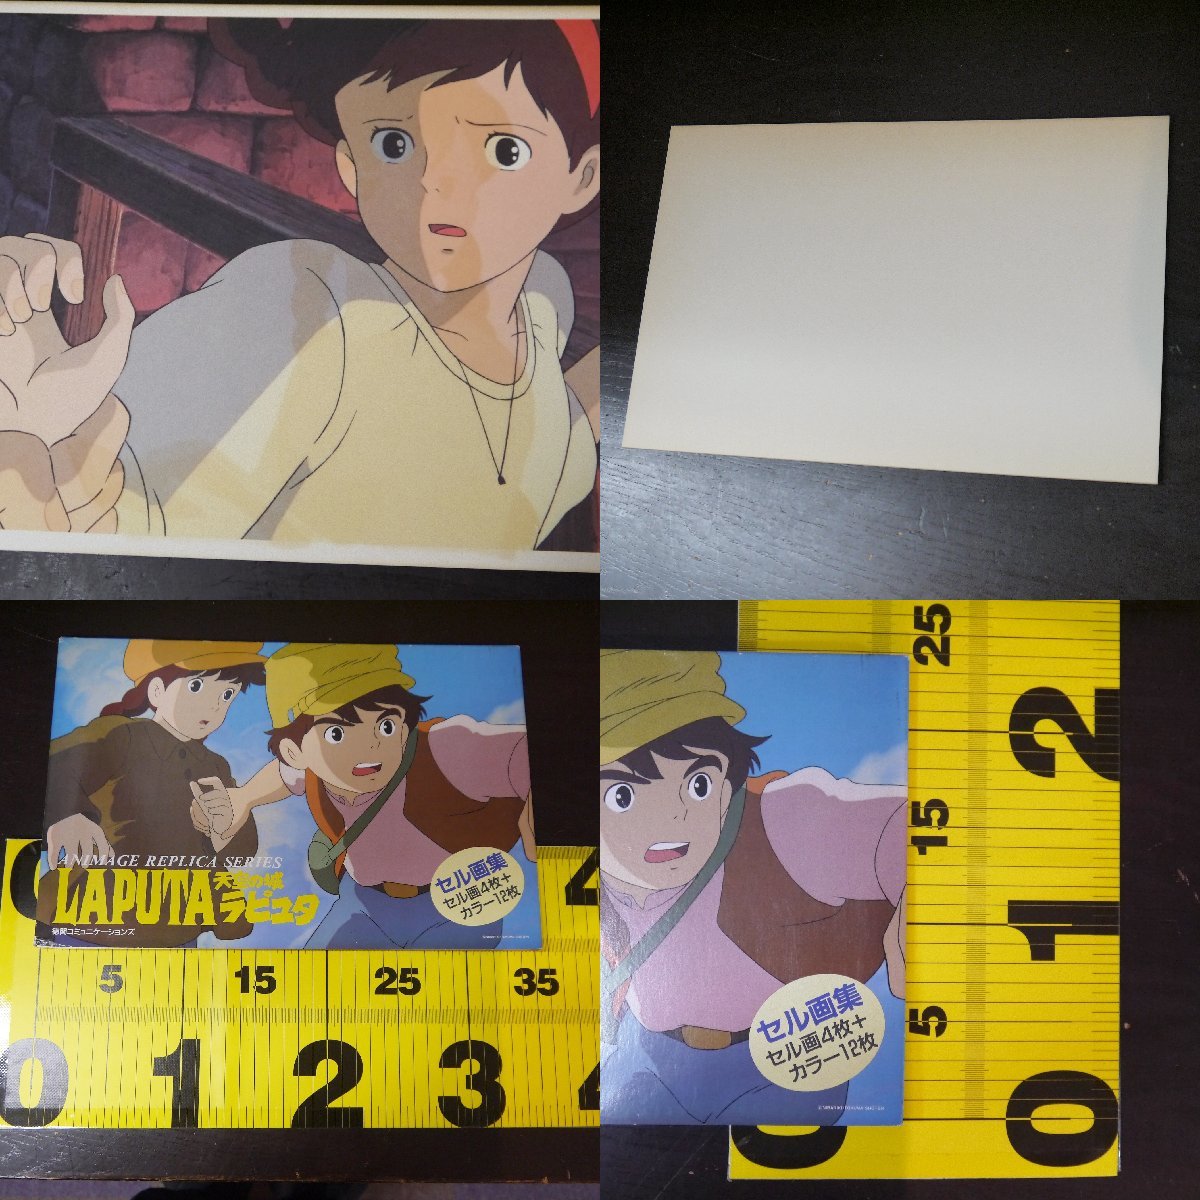 ANIMAGE REPLICA SERIES
LAPUTA 天空の城
ラピュタ
徳間コミュニケーションズ
セル画集
セル画4枚+
カラー12枚
5 15 25 35
0 1 2 3 4
セル画集
セル画4枚+
カラー12枚
25
15
5
2
1
0